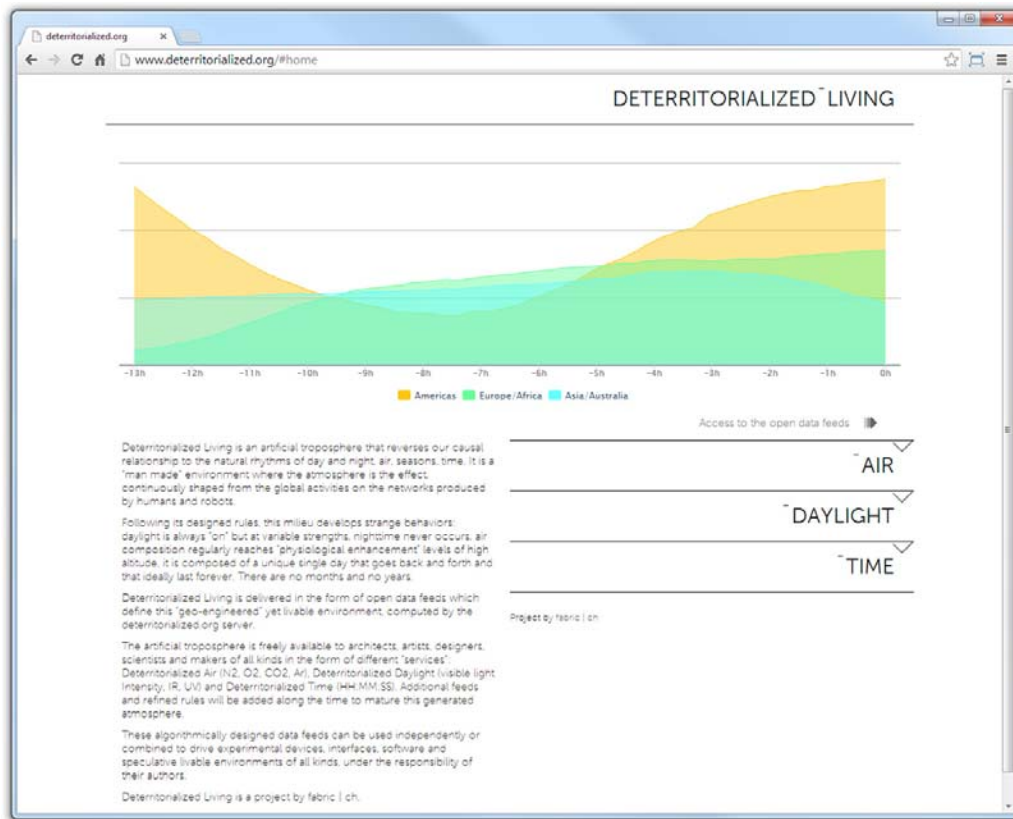 deterritorialized.org
www.deterritorialized.org/#home
DETERRITORIALIZED¯LIVING
-13h -12h -11h -10h -9h -8h -7h -6h -5h -4h -3h -2h -1h 0h
Americas Europe/Africa Asia/Australia
Access to the open data feeds
Deterritorialized Living is an artificial troposphere that reverses our causal
relationship to the natural rhythms of day and night, air, seasons, time. It is a
"man made" environment where the atmosphere is the effect,
continuously shaped from the global activities on the networks produced
by humans and robots.
Following its designed rules, this milieu develops strange behaviors:
daylight is always "on" but at variable strengths, nighttime never occurs, air
composition regularly reaches "physiological enhancement" levels of high
altitude, it is composed of a unique single day that goes back and forth and
that ideally last forever. There are no months and no years.
Deterritorialized Living is delivered in the form of open data feeds which
define this "geo-engineered" yet livable environment, computed by the
deterritorialized.org server.
The artificial troposphere is freely available to architects, artists, designers,
scientists and makers of all kinds in the form of different "services":
Deterritorialized Air (N2, O2, CO2, Ar), Deterritorialized Daylight (visible light
Intensity, IR, UV) and Deterritorialized Time (HH:MM:SS). Additional feeds
and refined rules will be added along the time to mature this generated
atmosphere.
These algorithmically designed data feeds can be used independently or
combined to drive experimental devices, interfaces, software and
speculative livable environments of all kinds, under the responsibility of
their authors.
Deterritorialized Living is a project by fabric | ch.
¯AIR
¯DAYLIGHT
¯TIME
Project by fabric | ch